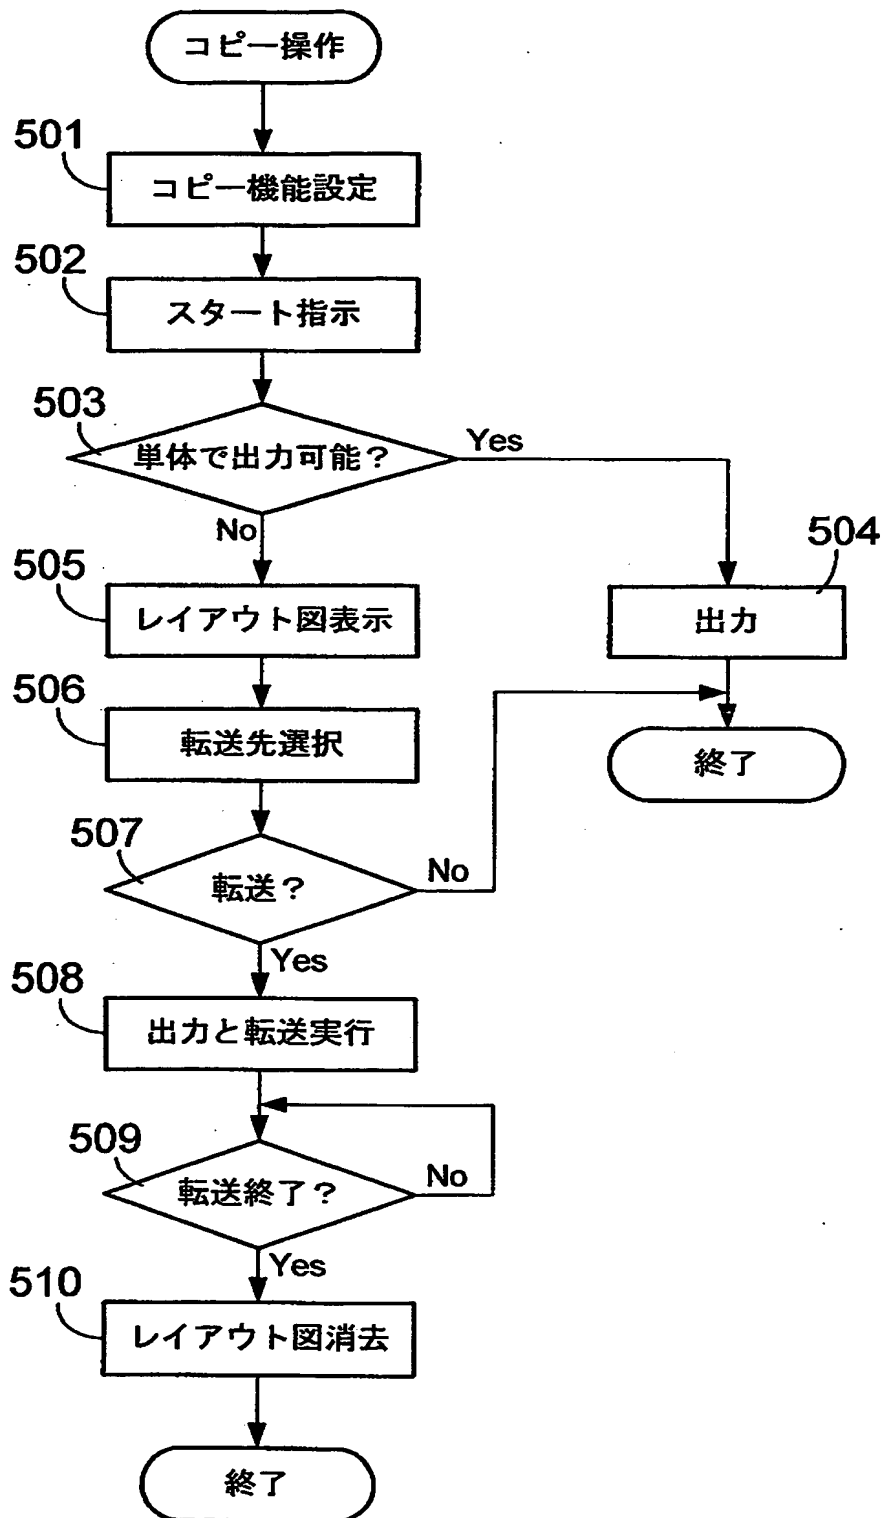 コピー操作
501
コピー機能設定
502
スタート指示
503
単体で出力可能？
Yes
No
504
出力
505
レイアウト図表示
506
転送先選択
終了
507
転送？
No
Yes
508
出力と転送実行
509
転送終了？
No
Yes
510
レイアウト図消去
終了